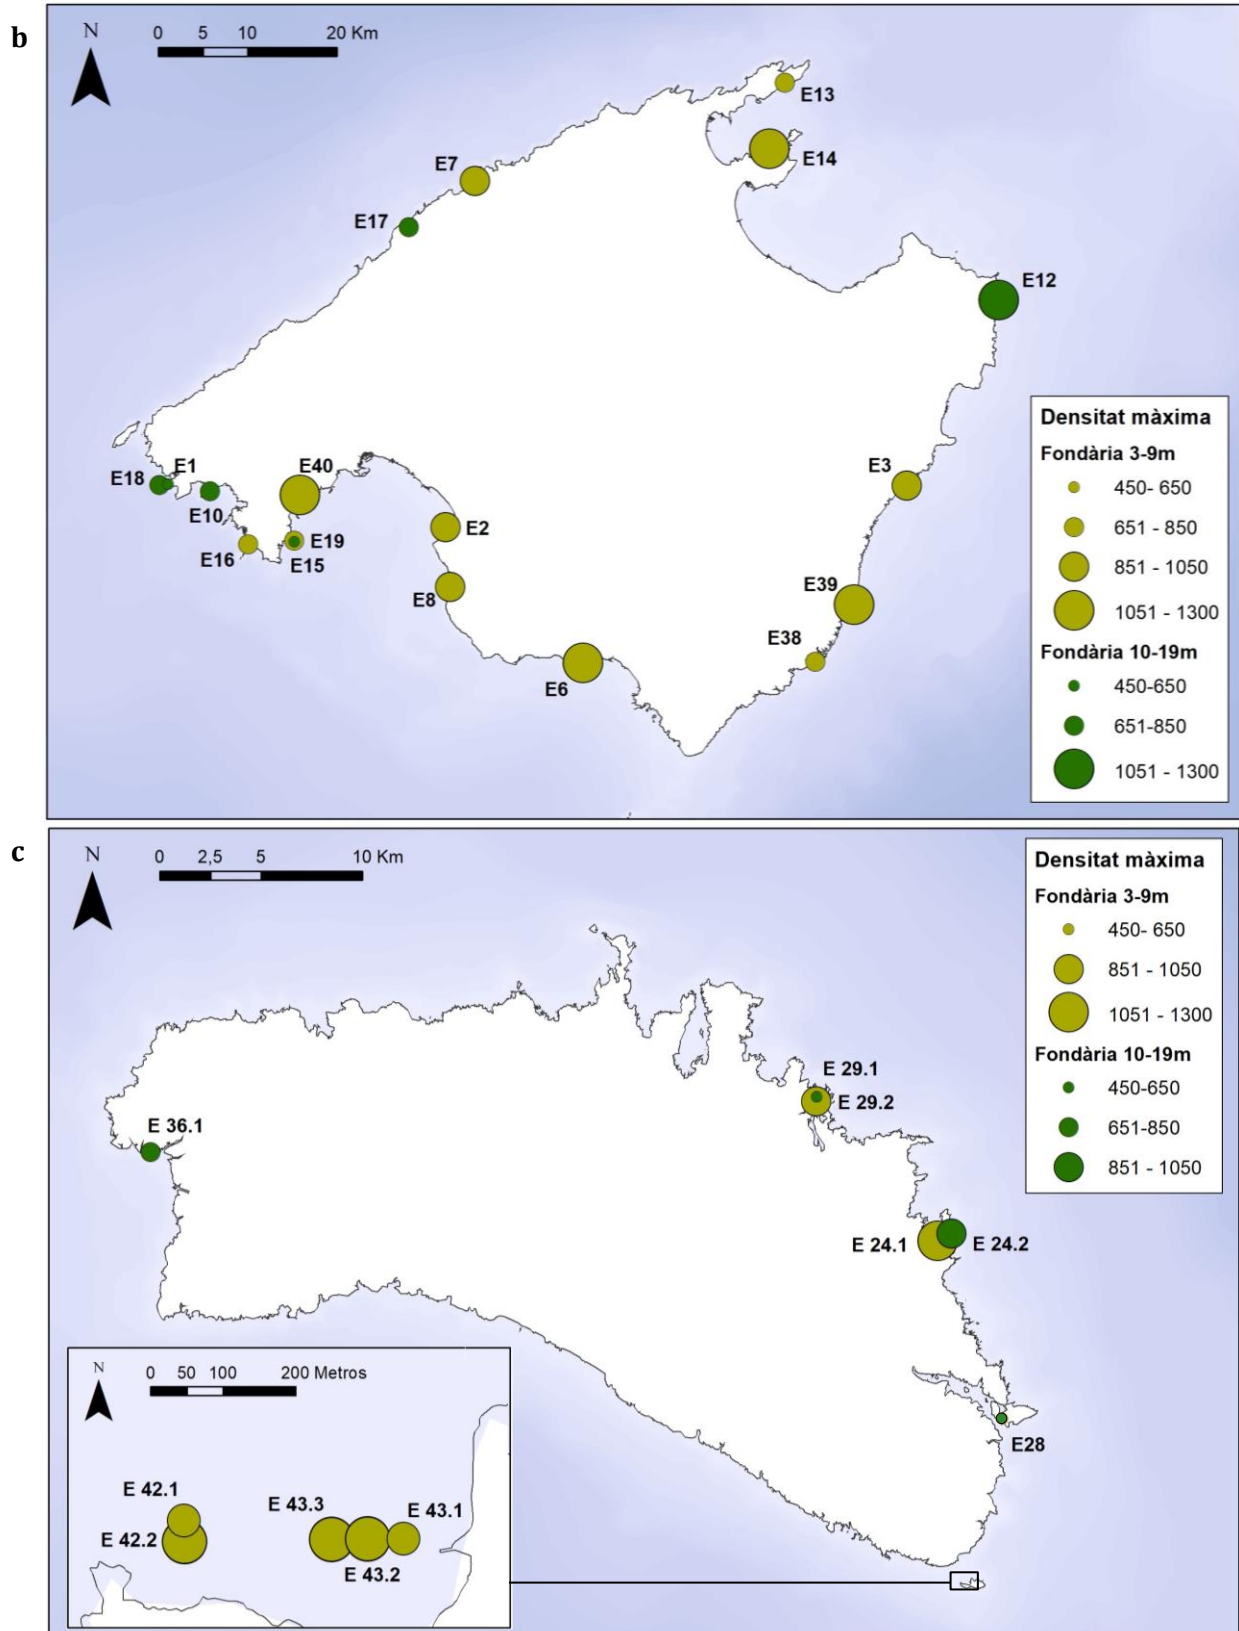 b
N
0 5 10 20 Km
E13
E14
E7
E17
E12
E3
E40
E1
E18
E10
E2
E19
E16
E15
E39
E8
E38
E6
Densitat màxima
Fondària 3-9m
450- 650
651 - 850
851 - 1050
1051 - 1300
Fondària 10-19m
450-650
651-850
1051 - 1300
c
N
0 2,5 5 10 Km
Densitat màxima
Fondària 3-9m
450- 650
851 - 1050
1051 - 1300
Fondària 10-19m
450-650
651-850
851 - 1050
E 29.1
E 29.2
E 36.1
E 24.1
E 24.2
E28
N
0 50 100 200 Metros
E 42.1
E 43.3
E 43.1
E 42.2
E 43.2